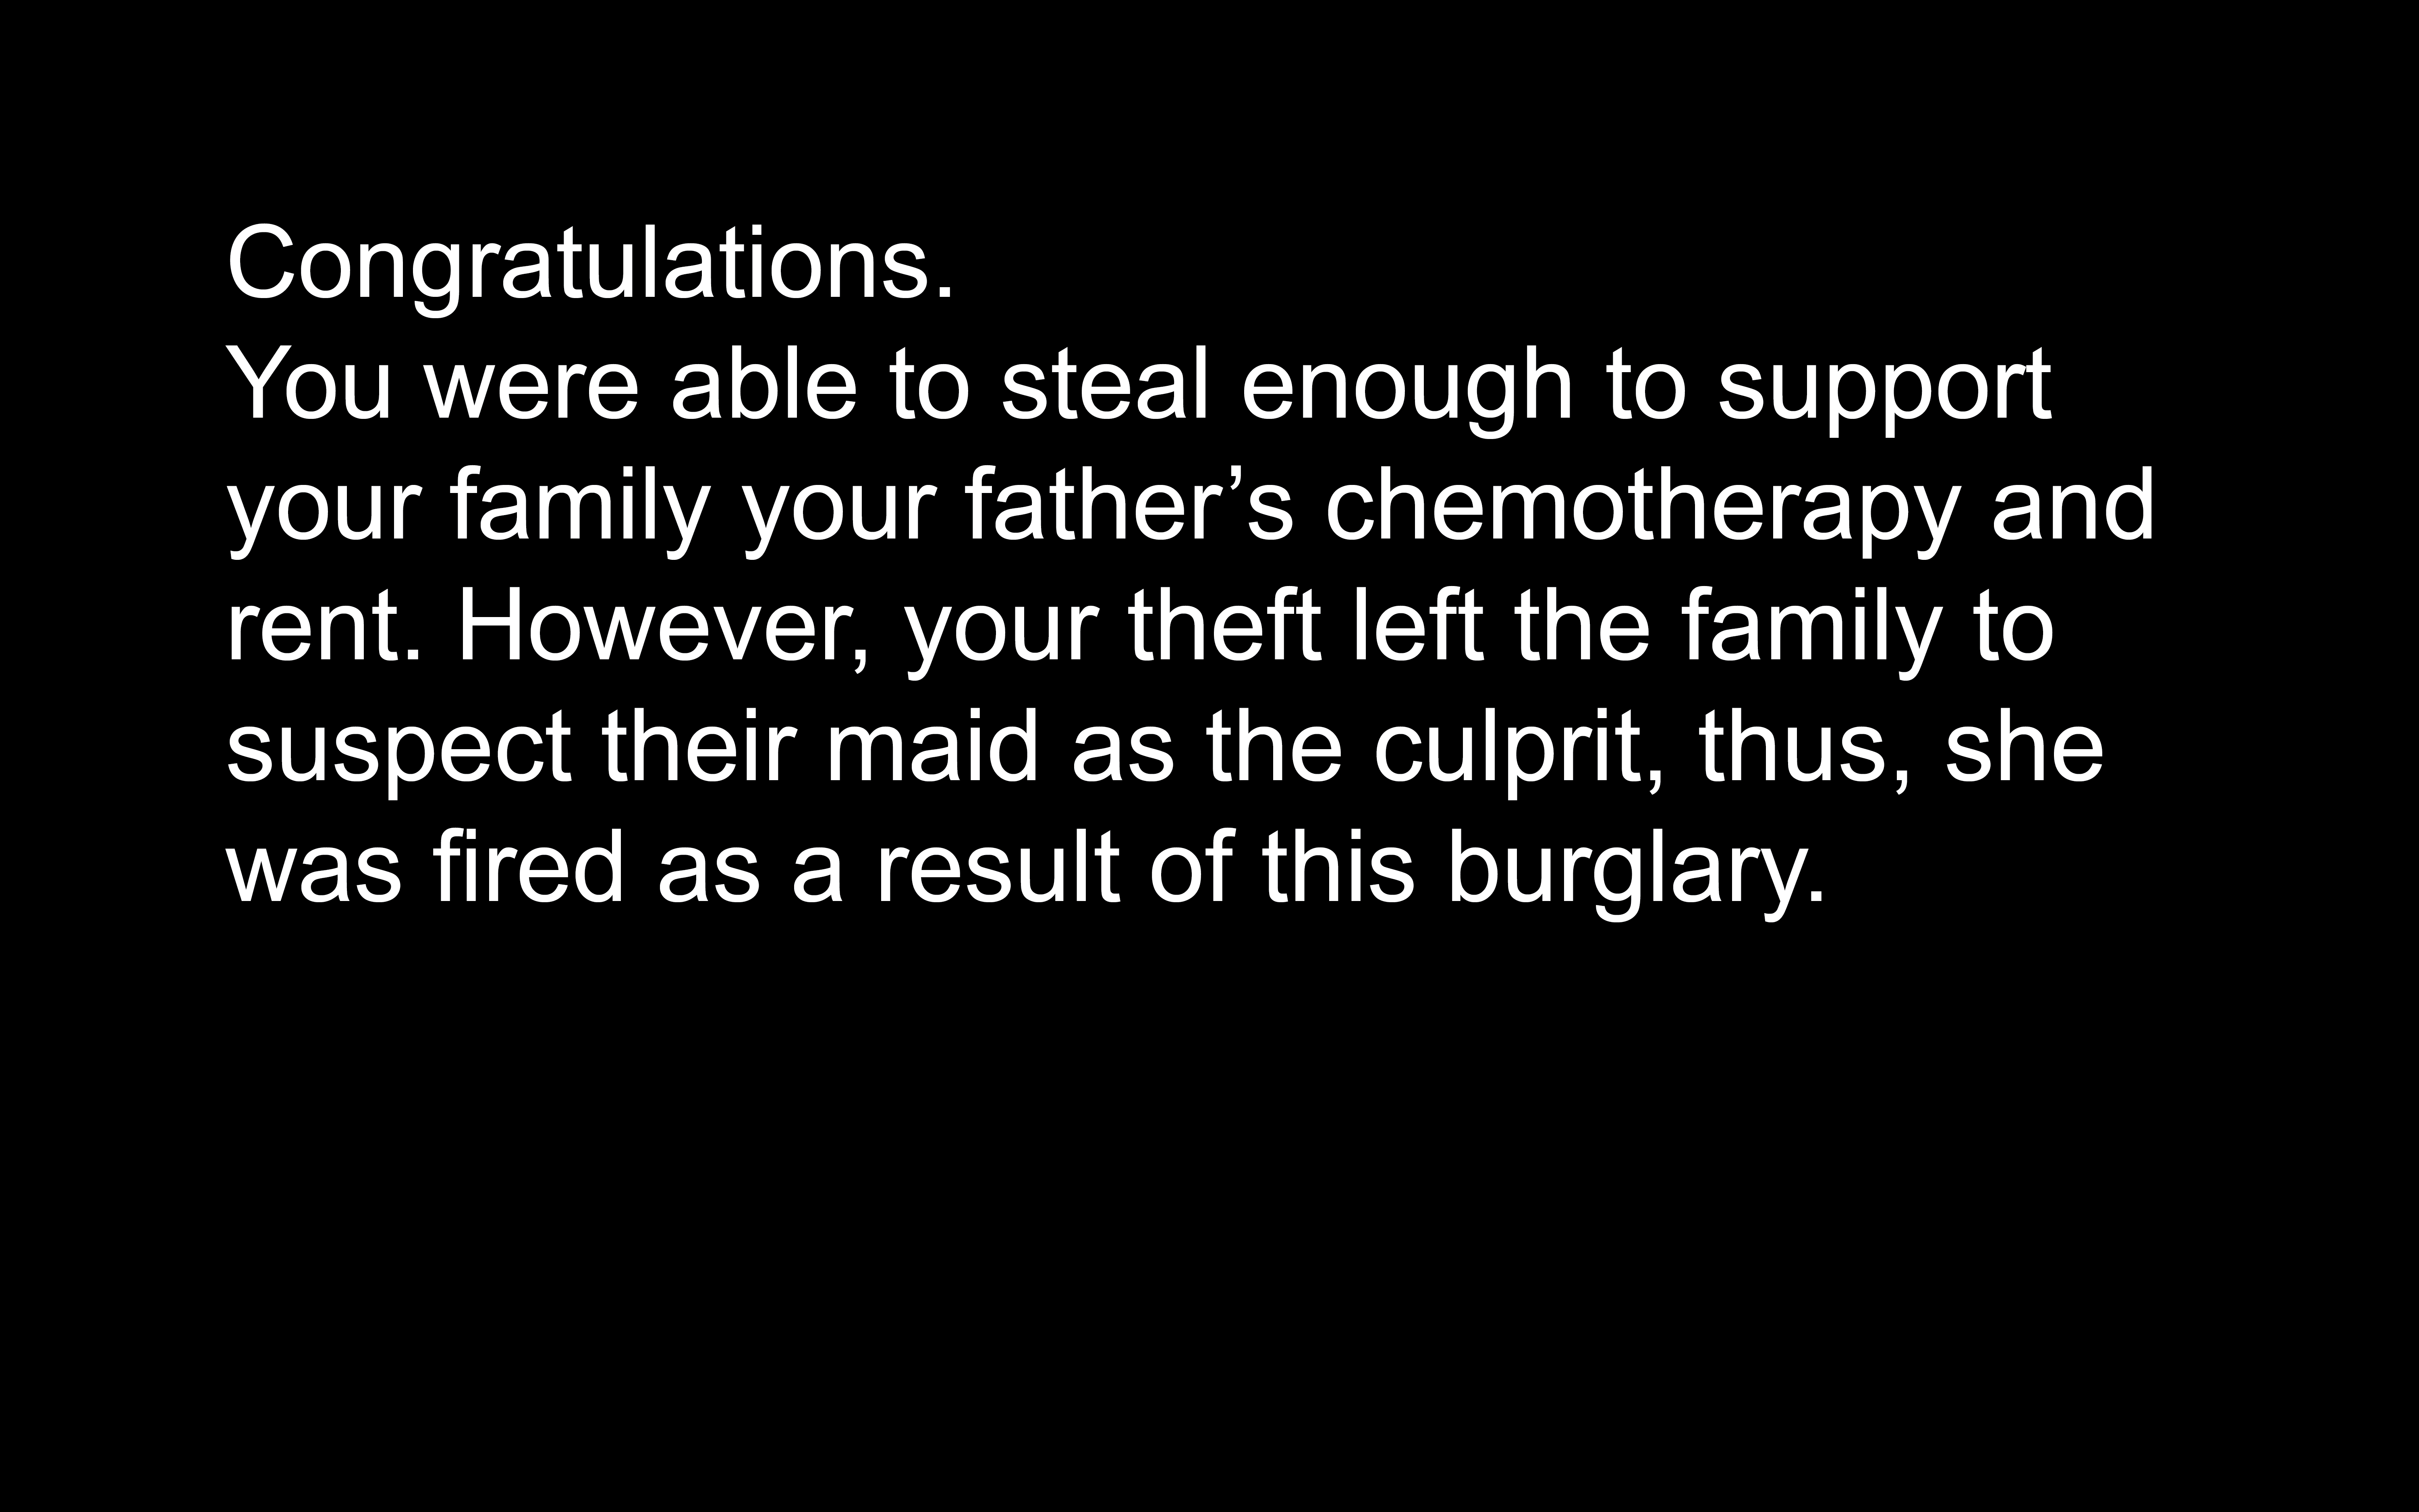 Congratulations.
You were able to steal enough to support
your family your father’s chemotherapy and
rent. However, your theft left the family to
suspect their maid as the culprit, thus, she
was fired as a result of this burglary.